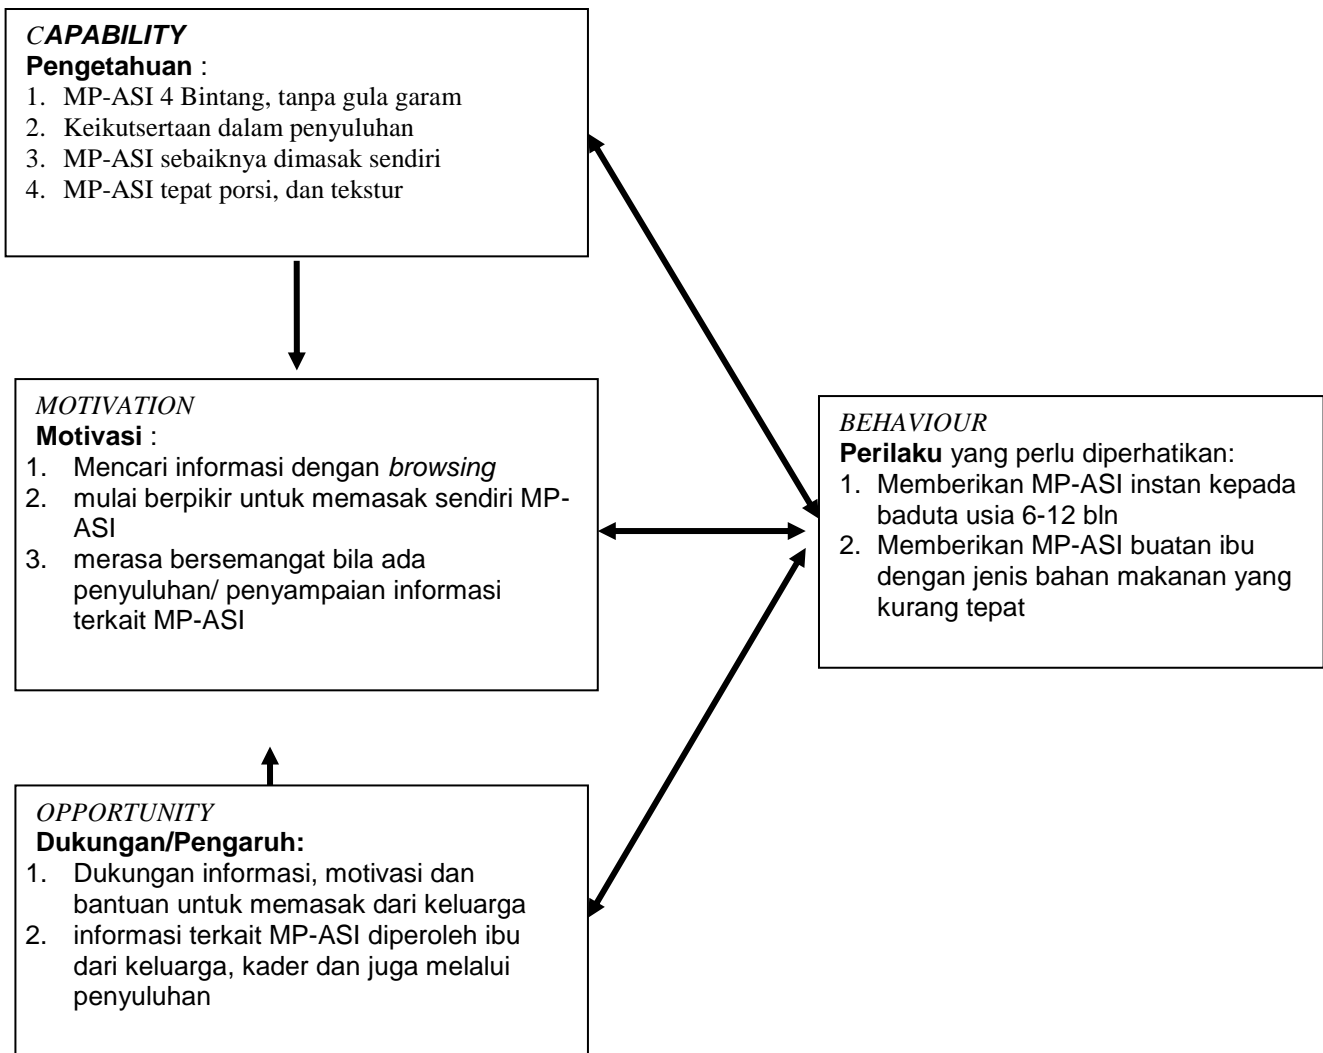 CAPABILITY
Pengetahuan :
1. MP-ASI 4 Bintang, tanpa gula garam
2. Keikutsertaan dalam penyuluhan
3. MP-ASI sebaiknya dimasak sendiri
4. MP-ASI tepat porsi, dan tekstur
MOTIVATION
Motivasi :
1. Mencari informasi dengan browsing
2. mulai berpikir untuk memasak sendiri MP-
ASI
3. merasa bersemangat bila ada
penyuluhan/ penyampaian informasi
terkait MP-ASI
BEHAVIOUR
Perilaku yang perlu diperhatikan:
1. Memberikan MP-ASI instan kepada
baduta usia 6-12 bln
2. Memberikan MP-ASI buatan ibu
dengan jenis bahan makanan yang
kurang tepat
OPPORTUNITY
Dukungan/Pengaruh:
1. Dukungan informasi, motivasi dan
bantuan untuk memasak dari keluarga
2. informasi terkait MP-ASI diperoleh ibu
dari keluarga, kader dan juga melalui
penyuluhan